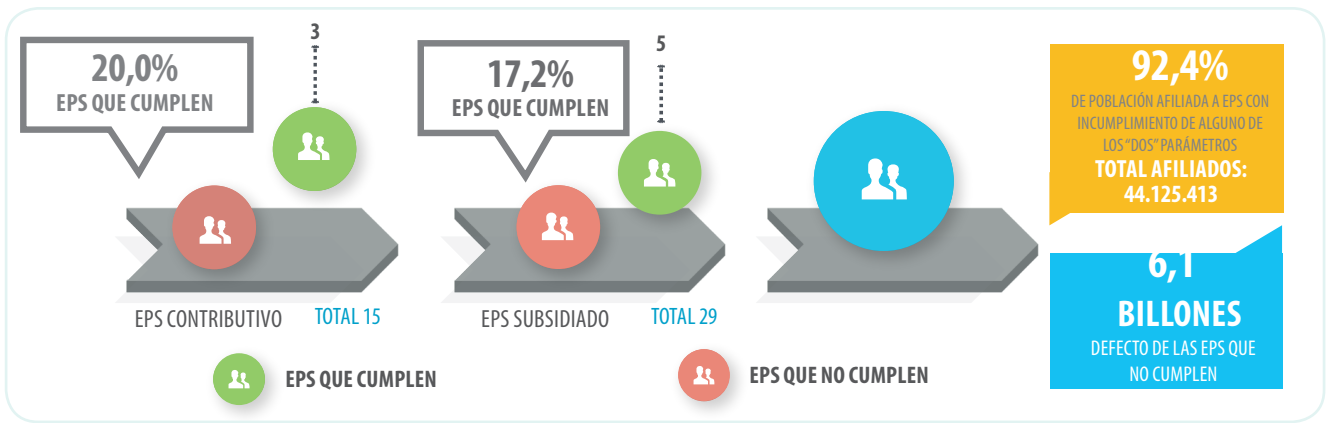 3
20,0%
EPS QUE CUMPLEN
EPS CONTRIBUTIVO
TOTAL 15
5
17,2%
EPS QUE CUMPLEN
EPS SUBSIDIADO
TOTAL 29
92,4%
DE POBLACIÓN AFILIADA A EPS CON
INCUMPLIMIENTO DE ALGUNO DE
LOS “DOS” PARÁMETROS
TOTAL AFILIADOS:
44.125.413
6,1
BILLONES
DEFECTO DE LAS EPS QUE
NO CUMPLEN
EPS QUE CUMPLEN
EPS QUE NO CUMPLEN